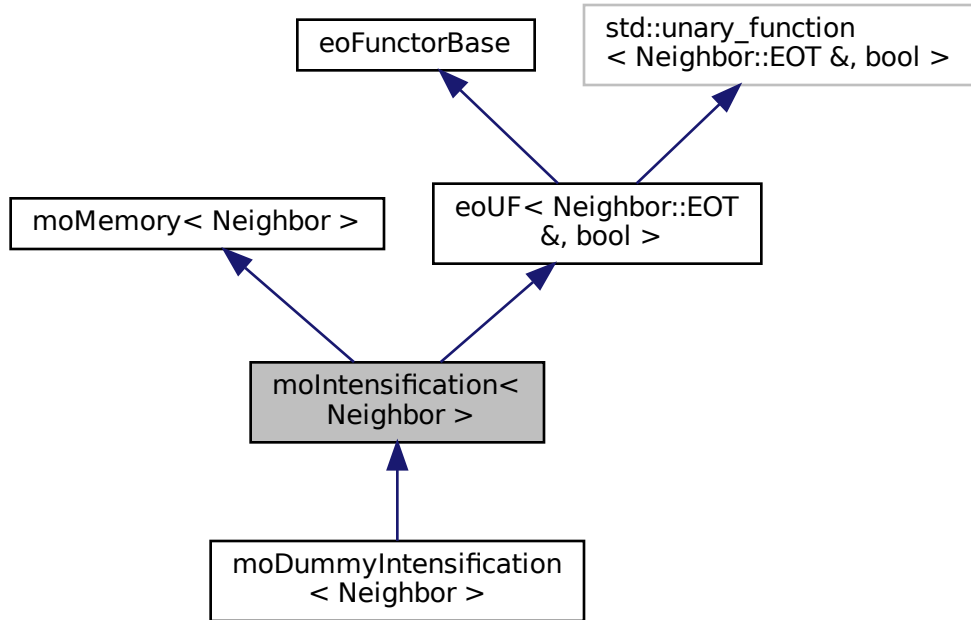 eoFunctorBase
std::unary_function
< Neighbor::EOT &, bool >
moMemory< Neighbor >
eoUF< Neighbor::EOT
&, bool >
moIntensification<
Neighbor >
moDummyIntensification
< Neighbor >